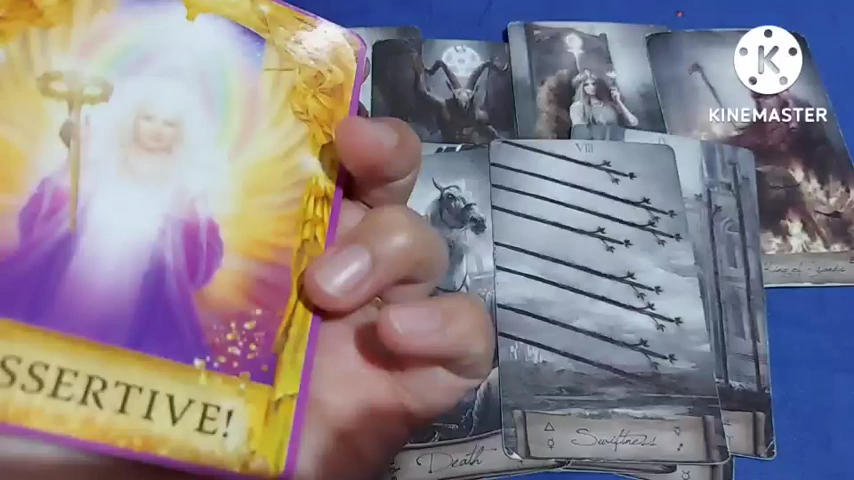 K
KINEMASTER
VIII
SSERTIVE!
Swiftness
Death